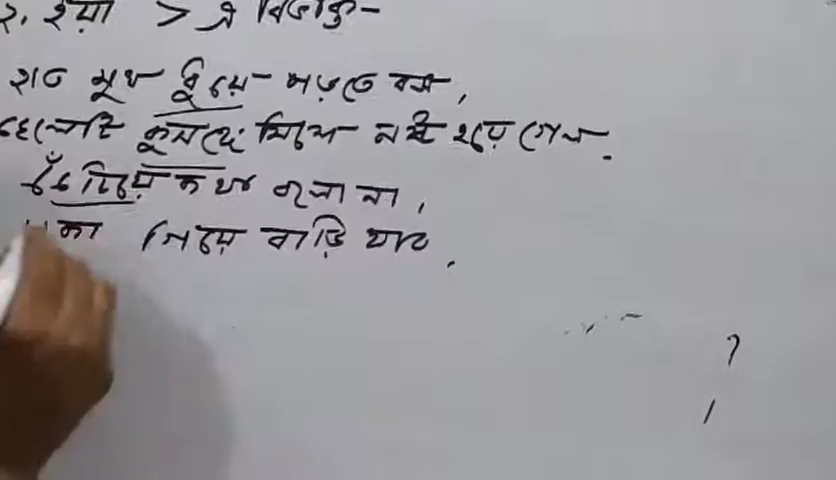 ২. ইয়া > এ বিভক্তি-
হাত মুখ ধুয়ে পড়তে বস,
ছেলেটি কুসঙ্গে মিশে নষ্ট হয়ে গেল.
চেঁচিয়ে কথা বলো না,
টাকা নিয়ে বাড়ি যাও.